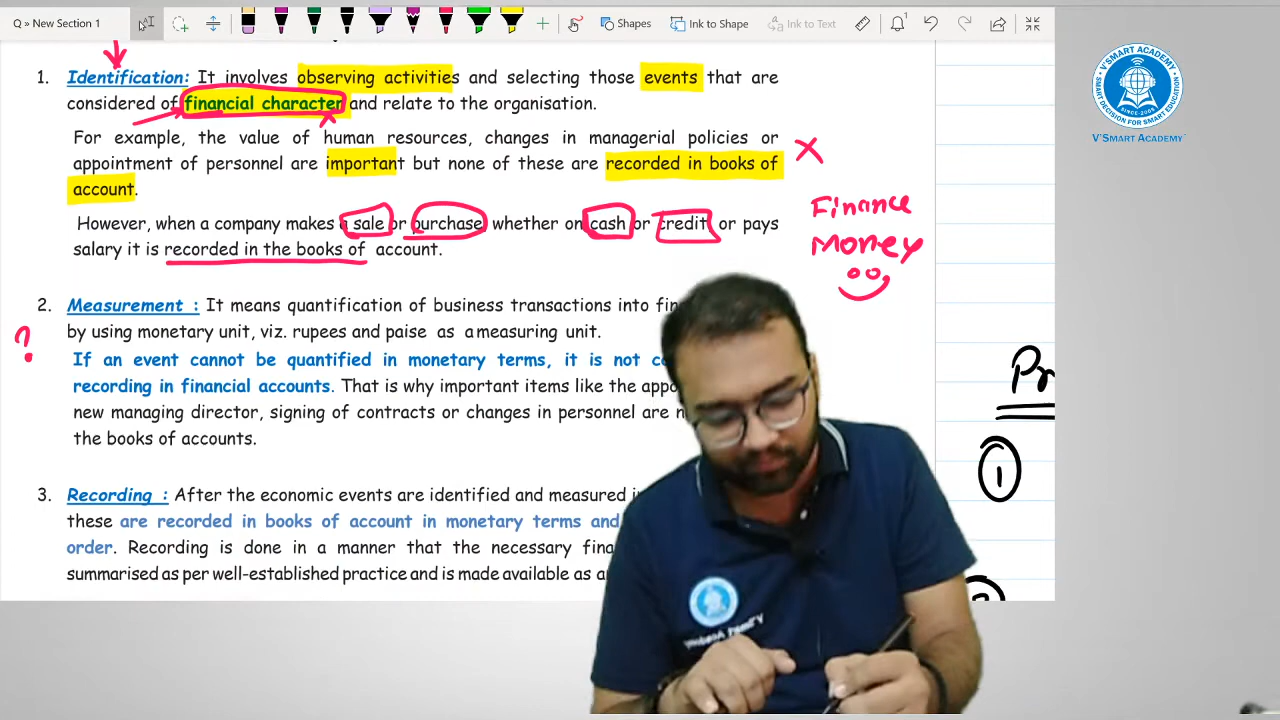 Q » New Section 1
Shapes
Ink to Shape
Ink to Text
1
1. Identification: It involves observing activities and selecting those events that are
considered of financial character and relate to the organisation.
For example, the value of human resources, changes in managerial policies or
appointment of personnel are important but none of these are recorded in books of
account.
However, when a company makes a sale or purchase whether on cash or credit or pays
salary it is recorded in the books of account.
Finance
Money
2. Measurement : It means quantification of business transactions into
by using monetary unit, viz. rupees and paise as a measuring unit.
?
If an event cannot be quantified in monetary terms, it is not
recording in financial accounts. That is why important items like the
new managing director, signing of contracts or changes in personnel are
the books of accounts.
3. Recording : After the economic events are identified and measured
these are recorded in books of account in monetary terms and
order. Recording is done in a manner that the necessary
summarised as per well-established practice and is made available as
Pr
1
V'SMART ACADEMY
SMART DECISION FOR SMART CAREER
SINCE-2005
V'SMART ACADEMY